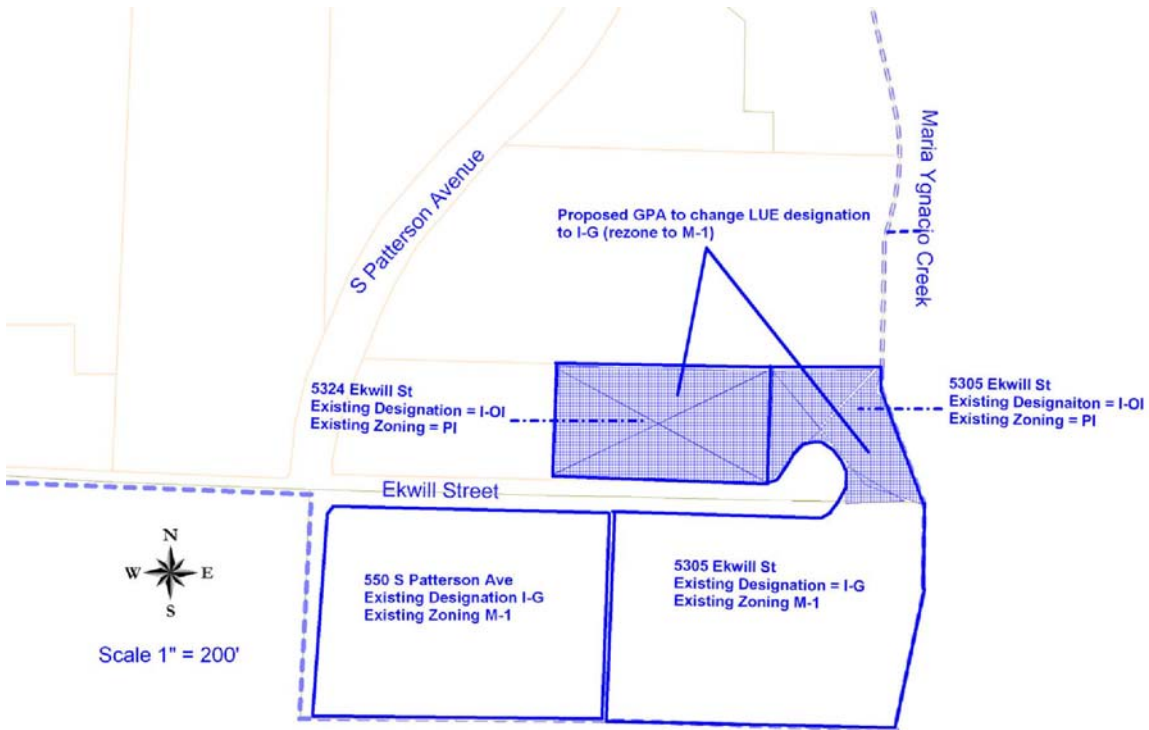 Maria Ygnacio Creek
S Patterson Avenue
Proposed GPA to change LUE designation
to I-G (rezone to M-1)
5324 Ekwill St
Existing Designation = I-OI
Existing Zoning = PI
5305 Ekwill St
Existing Designaiton = I-OI
Existing Zoning = PI
Ekwill Street
N
W
E
S
Scale 1" = 200'
550 S Patterson Ave
Existing Designation I-G
Existing Zoning M-1
5305 Ekwill St
Existing Designation = I-G
Existing Zoning M-1